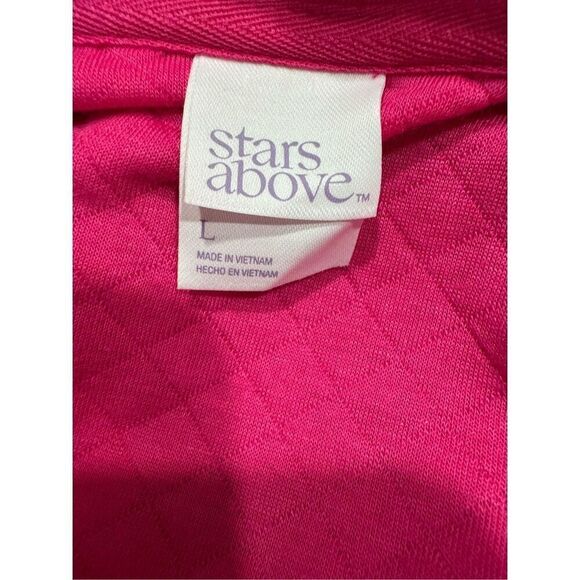 stars
above™
L
MADE IN VIETNAM
HECHO EN VIETNAM